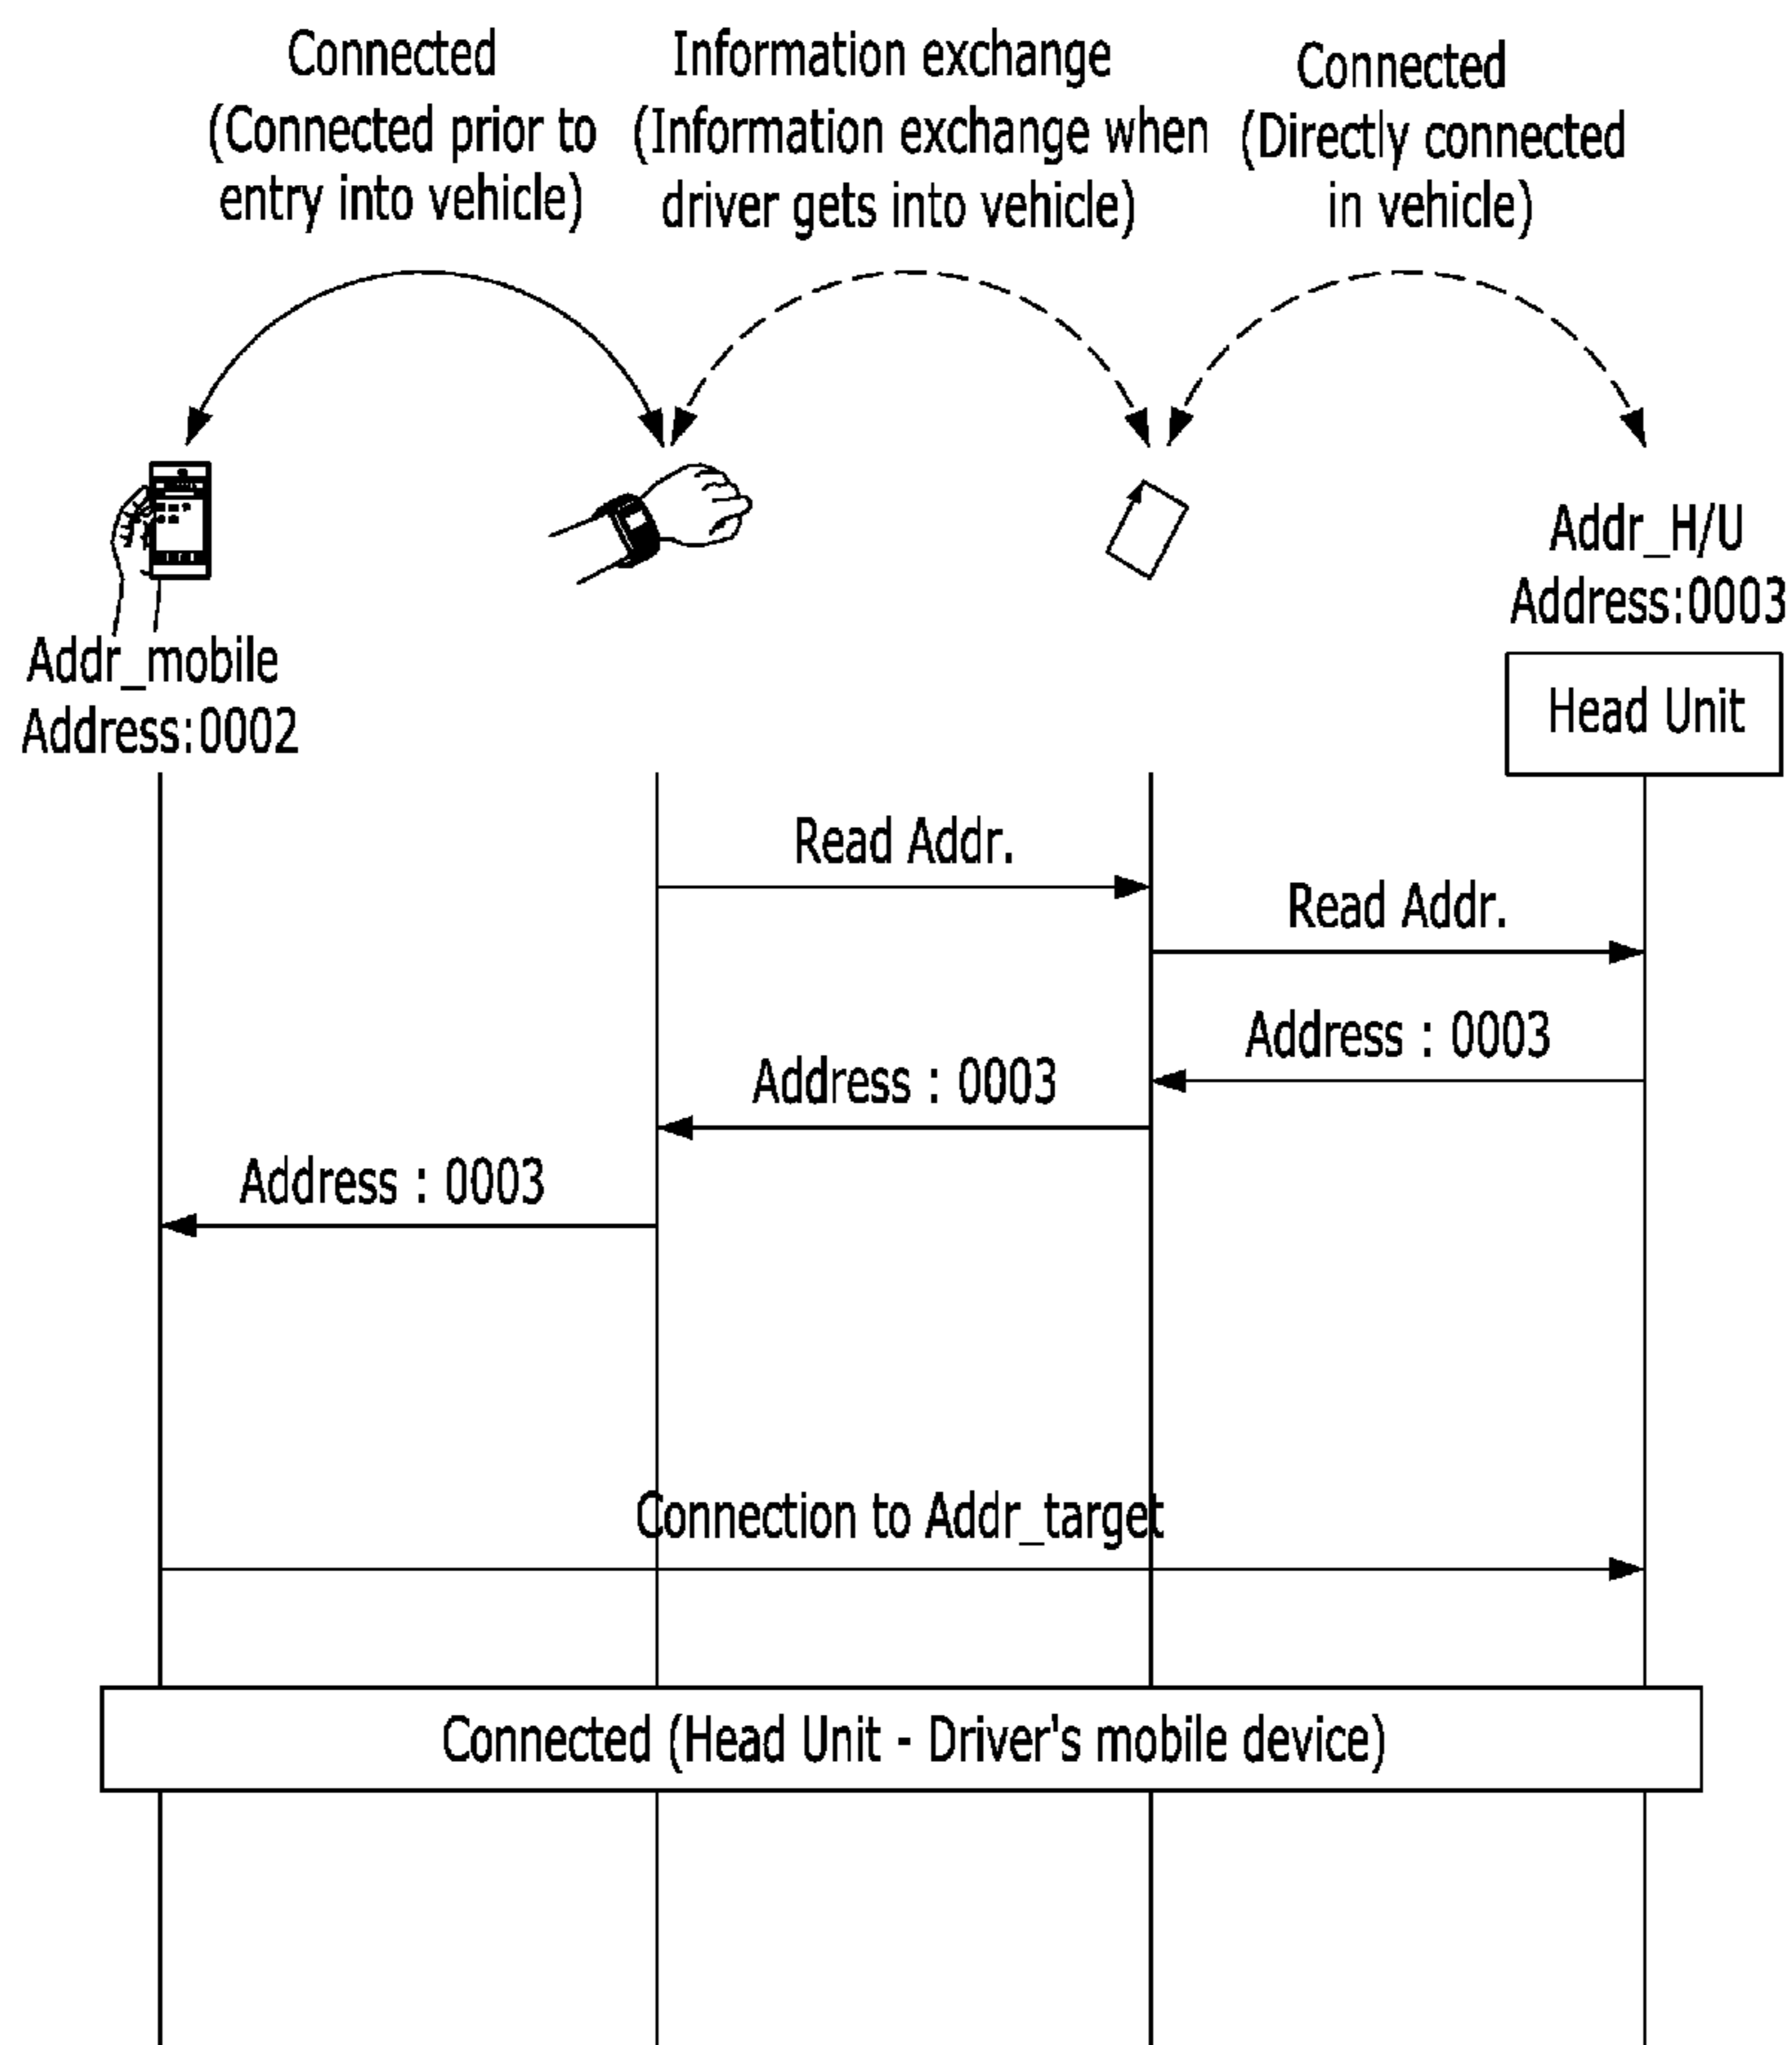 Connected
(Connected prior to
entry into vehicle)
Information exchange
(Information exchange when
driver gets into vehicle)
Connected
(Directly connected
in vehicle)
Addr_mobile
Address:0002
Addr_H/U
Address:0003
Head Unit
Read Addr.
Read Addr.
Address : 0003
Address : 0003
Address : 0003
Connection to Addr_target
Connected (Head Unit - Driver's mobile device)